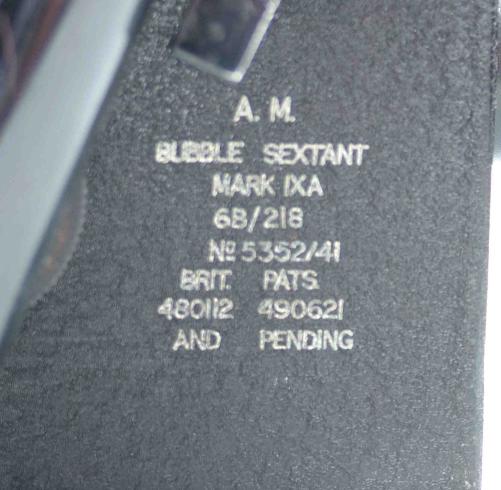 A. M.
BUBBLE SEXTANT
MARK IXA
6B/218
Nº 5352/41
BRIT. PATS.
480112 490621
AND PENDING